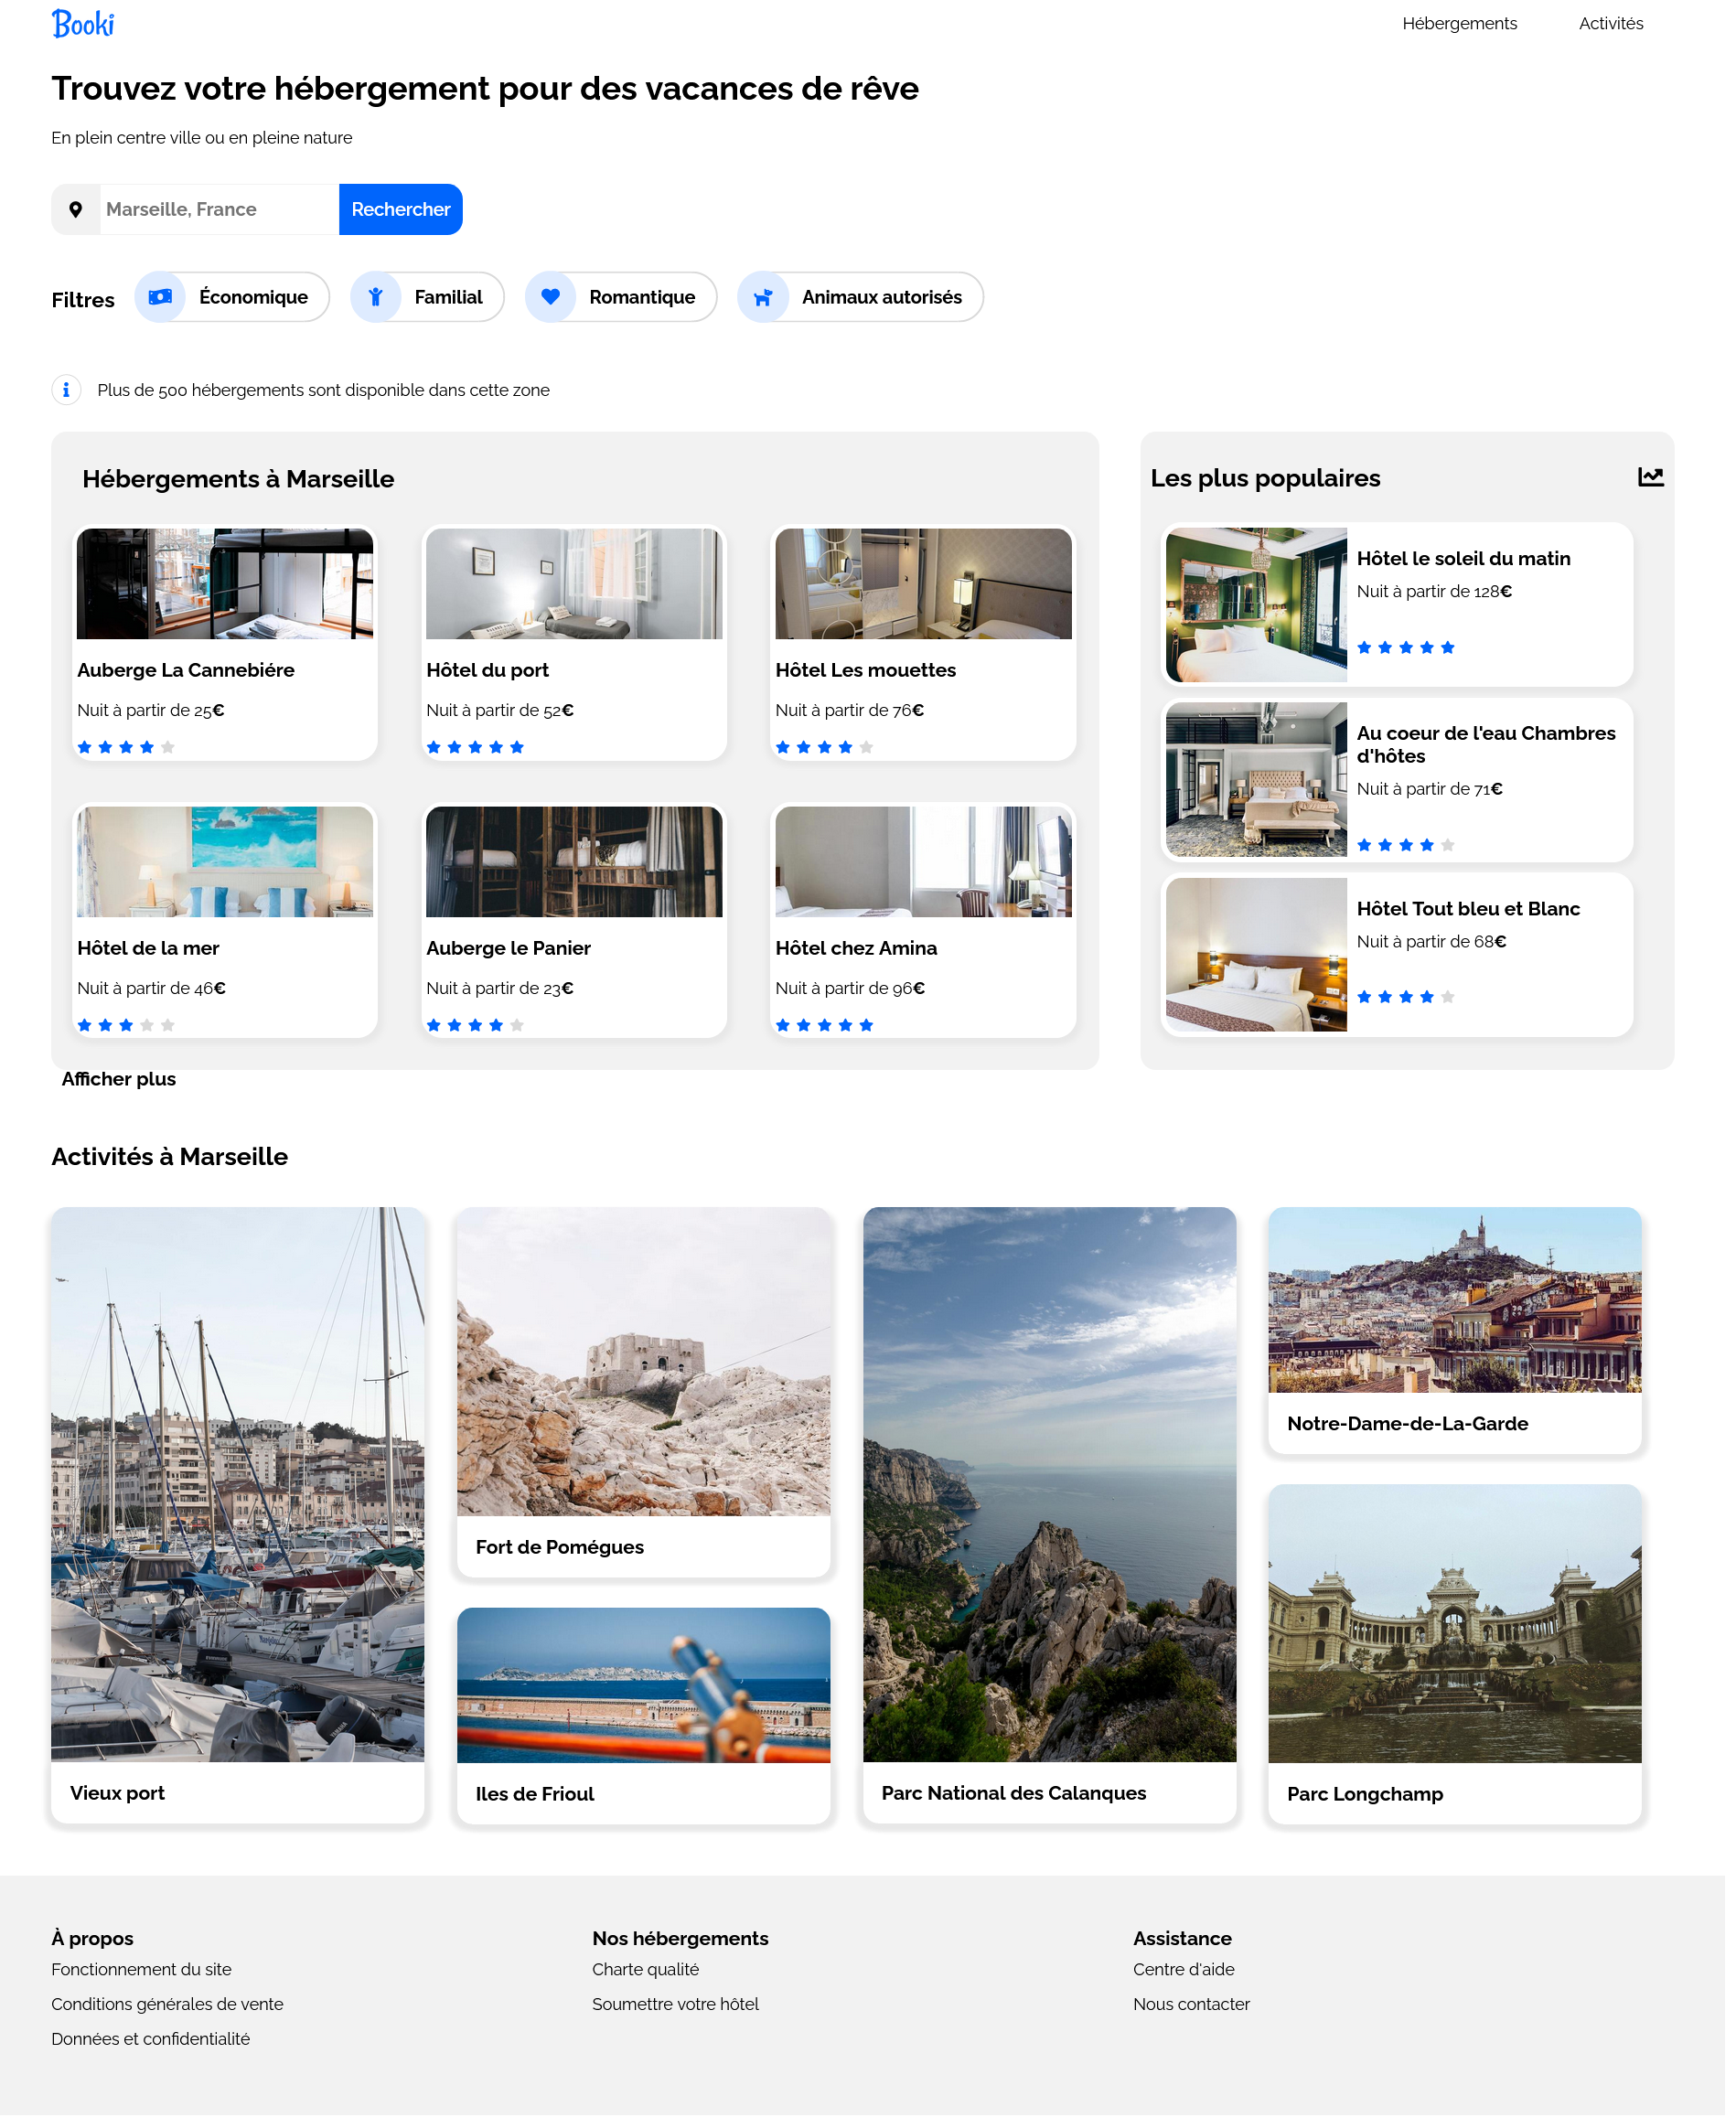 Booki
Hébergements
Activités
Trouvez votre hébergement pour des vacances de rêve
En plein centre ville ou en pleine nature
Marseille, France
Rechercher
Filtres
Économique
Familial
Romantique
Animaux autorisés
Plus de 500 hébergements sont disponible dans cette zone
Hébergements à Marseille
Auberge La Cannebiére
Nuit à partir de 25€
Hôtel du port
Nuit à partir de 52€
Hôtel Les mouettes
Nuit à partir de 76€
Hôtel de la mer
Nuit à partir de 46€
Auberge le Panier
Nuit à partir de 23€
Hôtel chez Amina
Nuit à partir de 96€
Afficher plus
Les plus populaires
Hôtel le soleil du matin
Nuit à partir de 128€
Au coeur de l'eau Chambres
d'hôtes
Nuit à partir de 71€
Hôtel Tout bleu et Blanc
Nuit à partir de 68€
Activités à Marseille
Vieux port
Fort de Pomégues
Iles de Frioul
Parc National des Calanques
Notre-Dame-de-La-Garde
Parc Longchamp
À propos
Fonctionnement du site
Conditions générales de vente
Données et confidentialité
Nos hébergements
Charte qualité
Soumettre votre hôtel
Assistance
Centre d'aide
Nous contacter